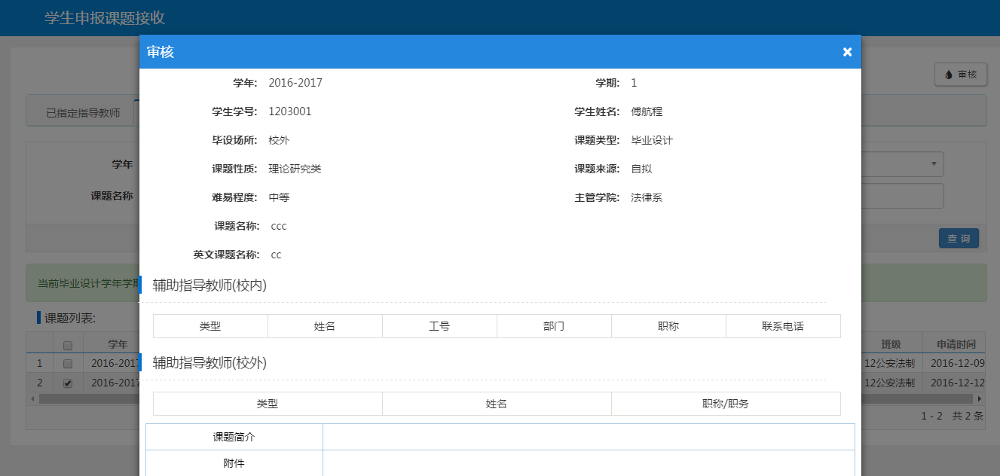 学生申报课题接收
审核
审核
已指定指导教师
学年: 2016-2017 学期: 1
学生学号: 1203001 学生姓名: 傅航程
毕设场所: 校外 课题类型: 毕业设计
学年
课题性质: 理论研究类 课题来源: 自拟
课题名称
难易程度: 中等 主管学院: 法律系
课题名称: ccc
查 询
英文课题名称: cc
当前毕业设计学年学期
辅助指导教师(校内)
课题列表:
类型 姓名 工号 部门 职称 联系电话
学年 班级 申请时间
1 2016-2017 12公安法制 2016-12-09
辅助指导教师(校外)
2 2016-2017 12公安法制 2016-12-12
类型 姓名 职称/职务
1 - 2 共 2 条
课题简介
附件